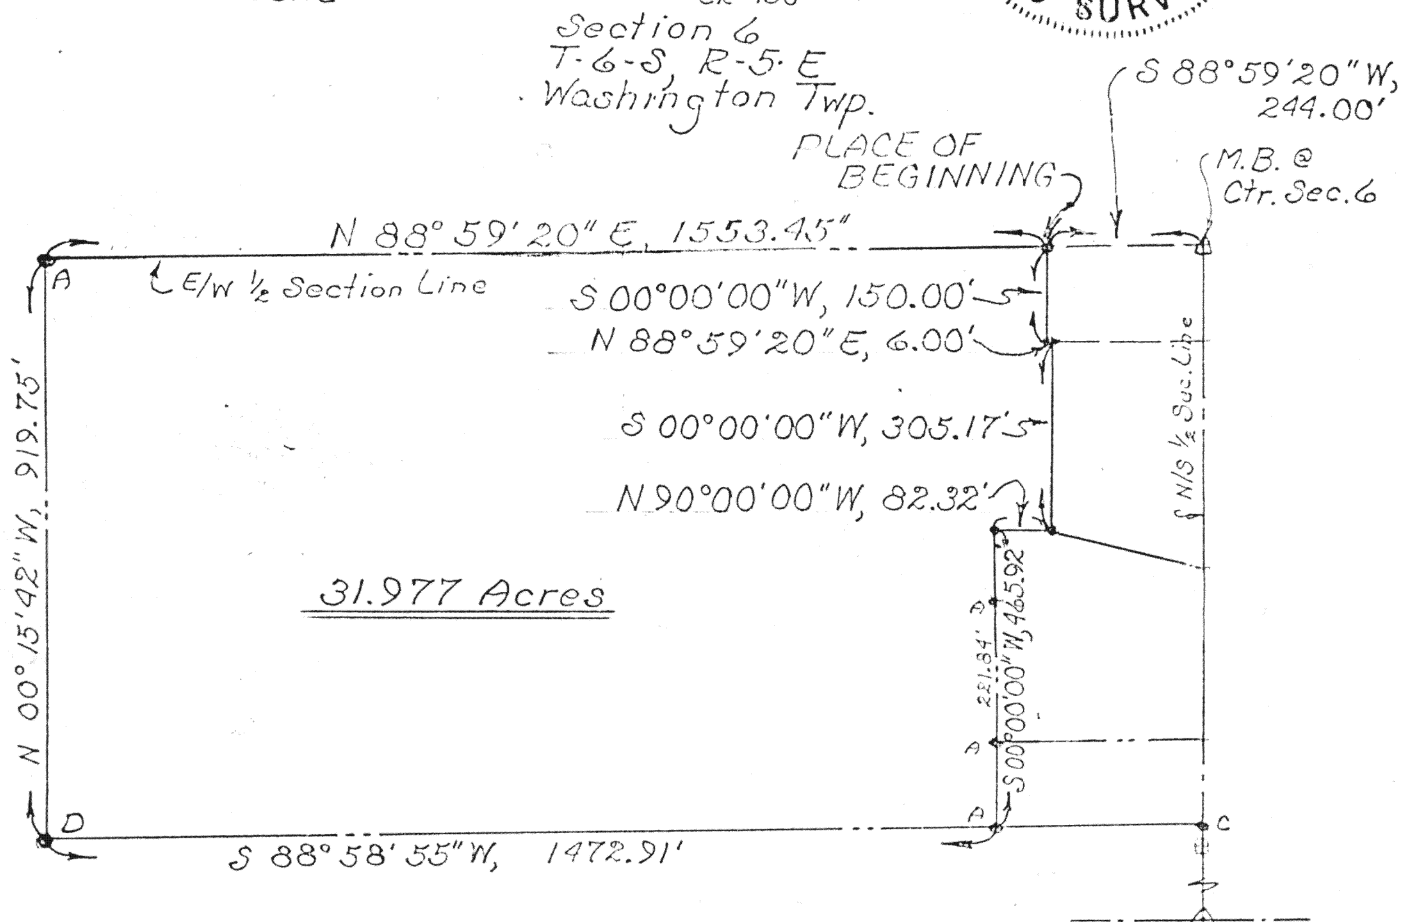 SURV
Section 6
T-6-S, R-5-E
Washington Twp.
S 88°59'20"W,
244.00'
PLACE OF
BEGINNING
M.B. @
Ctr. Sec. 6
N 88°59'20"E, 1553.45"
A
E/W ½ Section Line
S 00°00'00"W, 150.00'
N 88°59'20"E, 6.00'
S 00°00'00"W, 305.17'
N 90°00'00"W, 82.32'
N/S ½ Sec. Line
N 00°15'42"W, 919.75'
31.977 Acres
D
221.84'
S 00°00'00"W, 465.92
A
A
D
C
S 88°58'55"W, 1472.91'